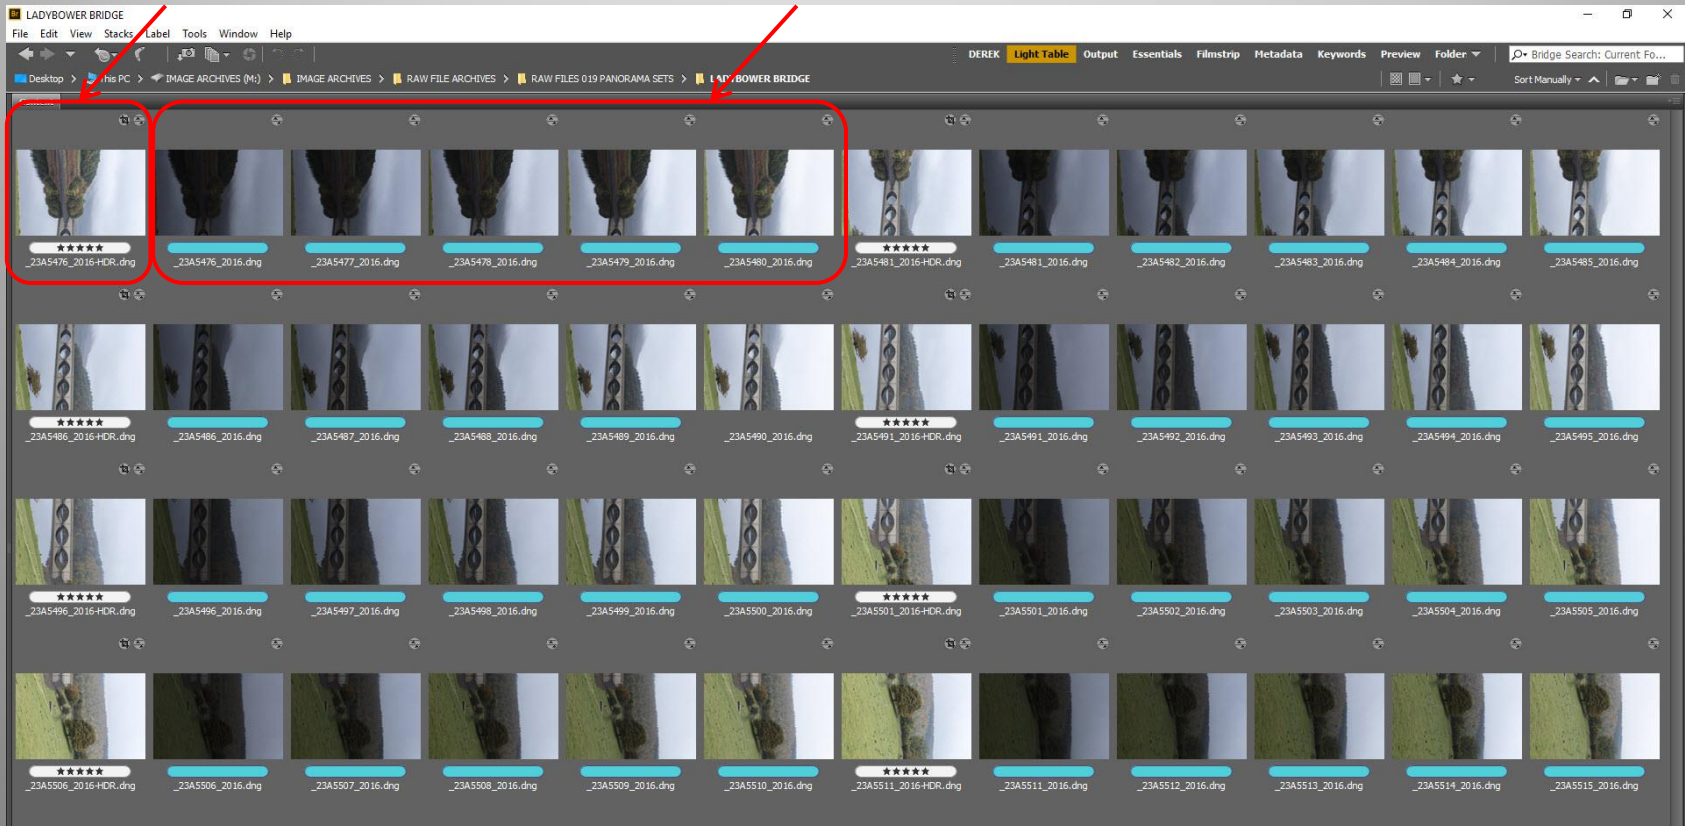 Br LADYBOWER BRIDGE
File Edit View Stacks Label Tools Window Help
DEREK Light Table Output Essentials Filmstrip Metadata Keywords Preview Folder Bridge Search: Current Fo...
Desktop > This PC > IMAGE ARCHIVES (M:) > IMAGE ARCHIVES > RAW FILE ARCHIVES > RAW FILES 019 PANORAMA SETS > LADYBOWER BRIDGE Sort Manually
Content
★★★★★ ★★★★★
_23A5476_2016-HDR.dng _23A5476_2016.dng _23A5477_2016.dng _23A5478_2016.dng _23A5479_2016.dng _23A5480_2016.dng _23A5481_2016-HDR.dng _23A5481_2016.dng _23A5482_2016.dng _23A5483_2016.dng _23A5484_2016.dng _23A5485_2016.dng
★★★★★ ★★★★★
_23A5486_2016-HDR.dng _23A5486_2016.dng _23A5487_2016.dng _23A5488_2016.dng _23A5489_2016.dng _23A5490_2016.dng _23A5491_2016-HDR.dng _23A5491_2016.dng _23A5492_2016.dng _23A5493_2016.dng _23A5494_2016.dng _23A5495_2016.dng
★★★★★ ★★★★★
_23A5496_2016-HDR.dng _23A5496_2016.dng _23A5497_2016.dng _23A5498_2016.dng _23A5499_2016.dng _23A5500_2016.dng _23A5501_2016-HDR.dng _23A5501_2016.dng _23A5502_2016.dng _23A5503_2016.dng _23A5504_2016.dng _23A5505_2016.dng
★★★★★ ★★★★★
_23A5506_2016-HDR.dng _23A5506_2016.dng _23A5507_2016.dng _23A5508_2016.dng _23A5509_2016.dng _23A5510_2016.dng _23A5511_2016-HDR.dng _23A5511_2016.dng _23A5512_2016.dng _23A5513_2016.dng _23A5514_2016.dng _23A5515_2016.dng